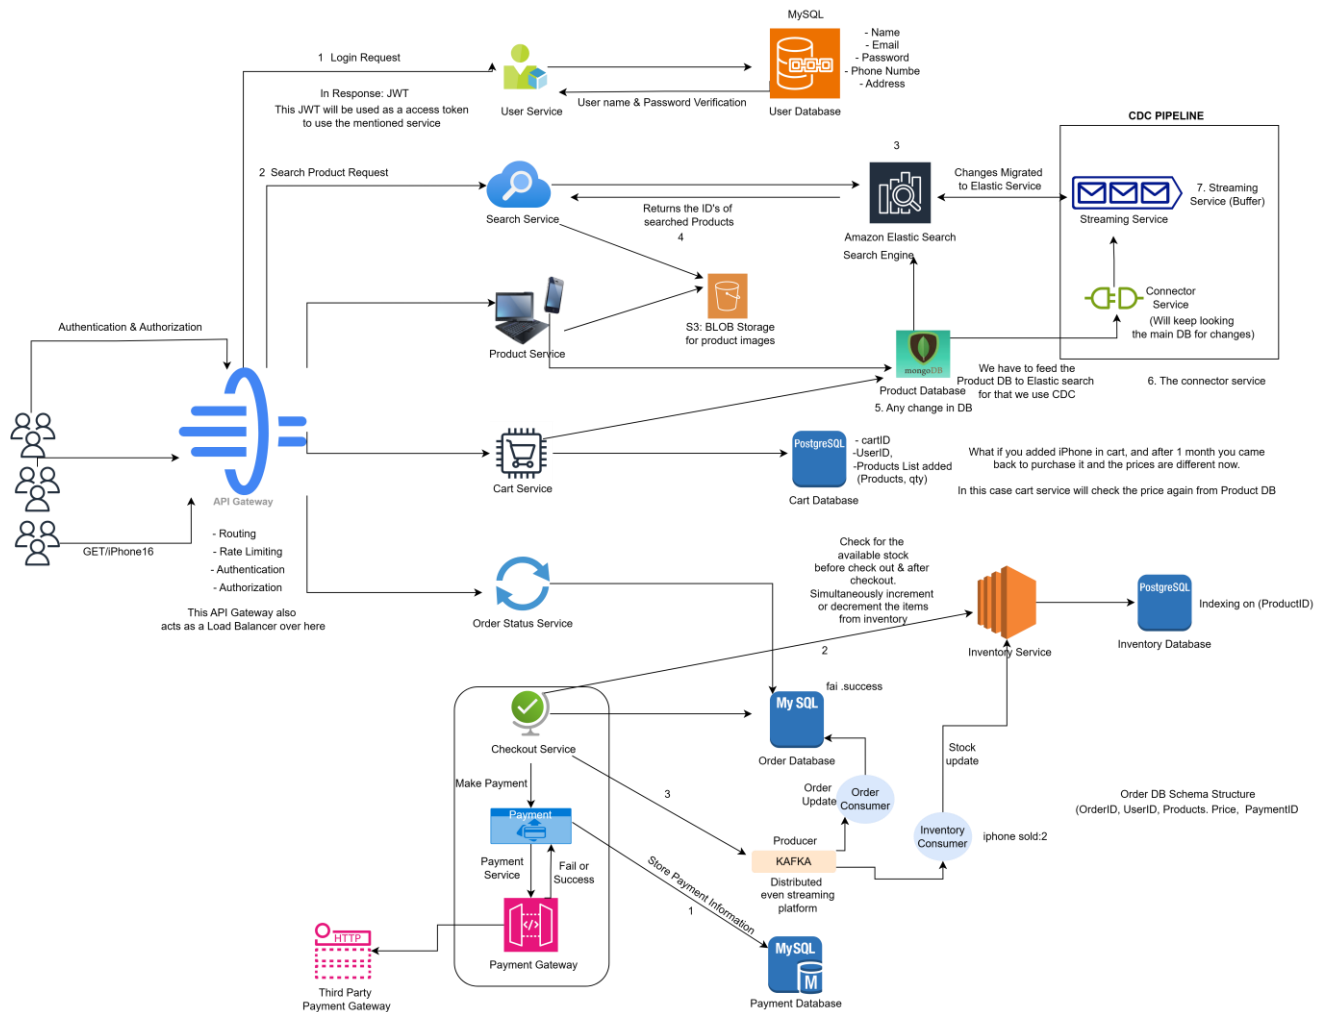 MySQL
- Name
- Email
- Password
- Phone Numbe
- Address
1  Login Request
In Response: JWT
This JWT will be used as a access token
to use the mentioned service
User Service
User name & Password Verification
User Database
CDC PIPELINE
2  Search Product Request
Search Service
Returns the ID's of
searched Products
4
3
Amazon Elastic Search
Search Engine
Changes Migrated
to Elastic Service
Streaming Service
7. Streaming
Service (Buffer)
Connector
Service
(Will keep looking
the main DB for changes)
6. The connector service
Authentication & Authorization
Product Service
S3: BLOB Storage
for product images
mongoDB
Product Database
5. Any change in DB
We have to feed the
Product DB to Elastic search
for that we use CDC
API Gateway
- Routing
- Rate Limiting
- Authentication
- Authorization
This API Gateway also
acts as a Load Balancer over here
GET/iPhone16
Cart Service
PostgreSQL
- cartID
-UserID,
-Products List added
(Products, qty)
Cart Database
What if you added iPhone in cart, and after 1 month you came
back to purchase it and the prices are different now.
In this case cart service will check the price again from Product DB
Order Status Service
Check for the
available stock
before check out & after
checkout.
Simultaneously increment
or decrement the items
from inventory
2
Inventory Service
PostgreSQL
Indexing on (ProductID)
Inventory Database
Checkout Service
My SQL
fai .success
Order Database
Make Payment
Payment
Payment
Service
Fail or
Success
Payment Gateway
HTTP
Third Party
Payment Gateway
3
Store Payment Information
1
Order
Update
Order
Consumer
Producer
KAFKA
Distributed
even streaming
platform
Stock
update
Inventory
Consumer
iphone sold:2
Order DB Schema Structure
(OrderID, UserID, Products. Price,  PaymentID
MySQL
M
Payment Database